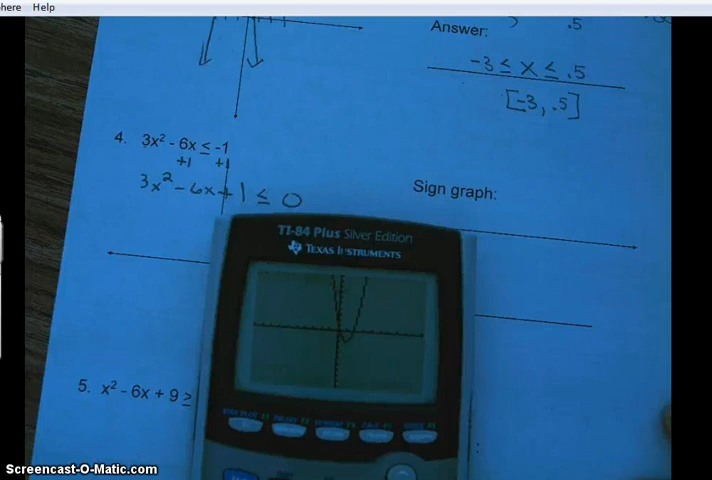 here Help
Answer:
.5
-3 ≤ x ≤ .5
[-3, .5]
4. 3x² - 6x ≤ -1
+1 +1
3x² - 6x + 1 ≤ 0
Sign graph:
TI-84 Plus Silver Edition
TEXAS INSTRUMENTS
5. x² - 6x + 9 ≥
Screencast-O-Matic.com